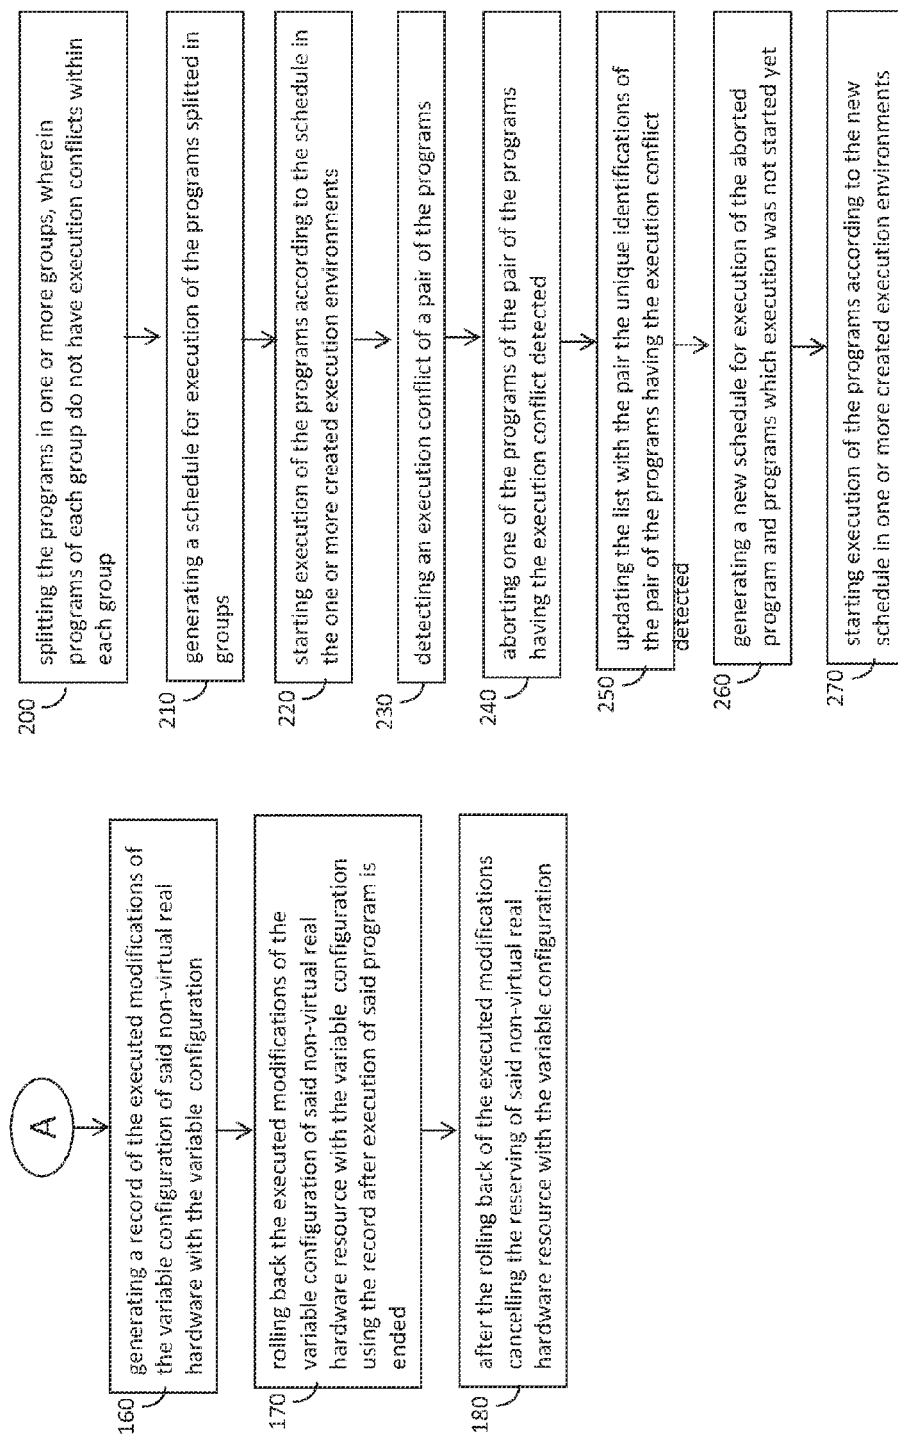 A
160
generating a record of the executed modifications of
the variable configuration of said non-virtual real
hardware with the variable configuration
170
rolling back the executed modifications of the
variable configuration of said non-virtual real
hardware resource with the variable configuration
using the record after execution of said program is
ended
180
after the rolling back of the executed modifications
cancelling the reserving of said non-virtual real
hardware resource with the variable configuration
200
splitting the programs in one or more groups, wherein
programs of each group do not have execution conflicts within
each group
210
generating a schedule for execution of the programs splitted in
groups
220
starting execution of the programs according to the schedule in
the one or more created execution environments
230
detecting an execution conflict of a pair of the programs
240
aborting one of the programs of the pair of the programs
having the execution conflict detected
250
updating the list with the pair the unique identifications of
the pair of the programs having the execution conflict
detected
260
generating a new schedule for execution of the aborted
program and programs which execution was not started yet
270
starting execution of the programs according to the new
schedule in one or more created execution environments